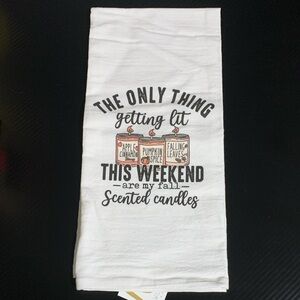 THE ONLY THING
getting lit
APPLE CINNAMON
PUMPKIN SPICE
FALLING LEAVES
THIS WEEKEND
are my fall
Scented candles